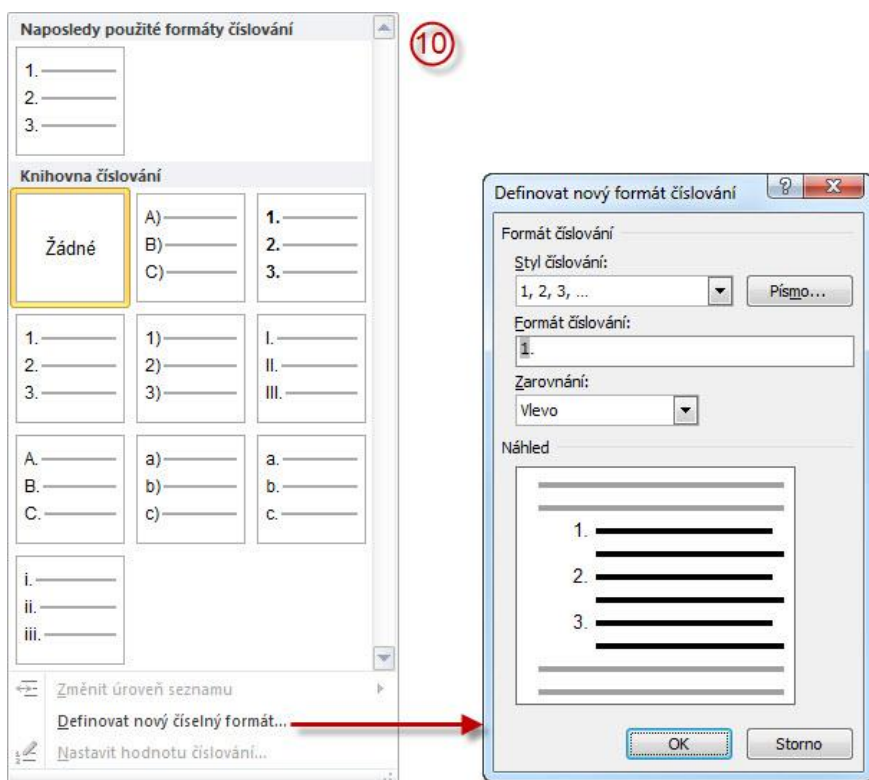 Naposledy použité formáty číslování
1.
2.
3.
10
Knihovna číslování
Žádné
A)
B)
C)
1.
2.
3.
1.
2.
3.
1)
2)
3)
I.
II.
III.
A.
B.
C.
a)
b)
c)
a.
b.
c.
i.
ii.
iii.
Změnit úroveň seznamu
Definovat nový číselný formát...
Nastavit hodnotu číslování...
Definovat nový formát číslování
?
X
Formát číslování
Styl číslování:
1, 2, 3, ...
Písmo...
Formát číslování:
1.
Zarovnání:
Vlevo
Náhled
1.
2.
3.
OK
Storno